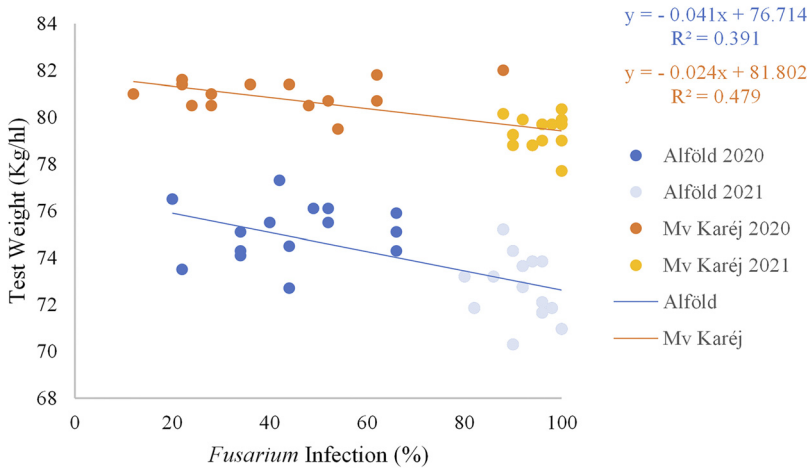 y = - 0.041x + 76.714
R² = 0.391
y = - 0.024x + 81.802
R² = 0.479
84
82
80
78
76
74
72
70
68
Test Weight (Kg/hl)
0
20
40
60
80
100
Fusarium Infection (%)
Alföld 2020
Alföld 2021
Mv Karéj 2020
Mv Karéj 2021
Alföld
Mv Karéj